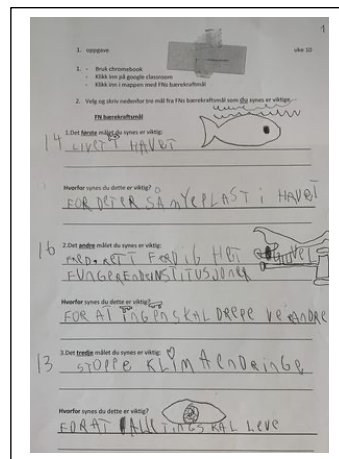 1
1. oppgave
uke 10
1. - Bruk chromebook
- Klikk inn på google classroom
- Klikk inn i mappen med FNs bærekraftsmål
2. Velg og skriv nedenfor tre mål fra FNs bærekraftsmål som dig synes er viktige.
FN bærekraftsmål
1.Det første målet du synes er viktig:
14 LIVET I HAVET
Hvorfor synes du dette er viktig?
FOR DET ER SÅ MYE PLAST I HAVET
16 2.Det andre målet du synes er viktig:
FRED. RETTFERDIGHET OG
FUNGERENDE INSTITUSJONER
Hvorfor synes du dette er viktig?
FOR AT INGEN SKAL DREPE VERANDRE
13 3.Det tredje målet du synes er viktig:
STOPPE KLIMAENDRINGE
Hvorfor synes du dette er viktig?
FOR AT ALLE TING SKAL LEVE